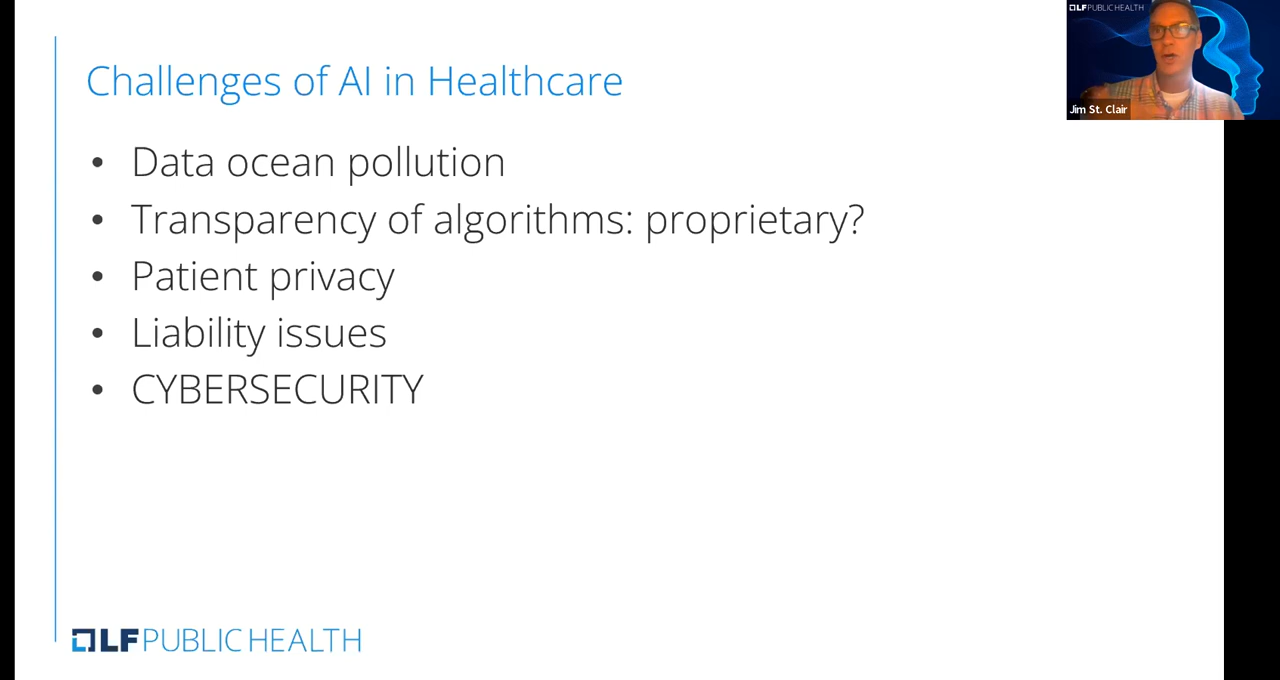 Challenges of AI in Healthcare
• Data ocean pollution
• Transparency of algorithms: proprietary?
• Patient privacy
• Liability issues
• CYBERSECURITY
LF PUBLIC HEALTH
LF PUBLIC HEALTH
Jim St. Clair